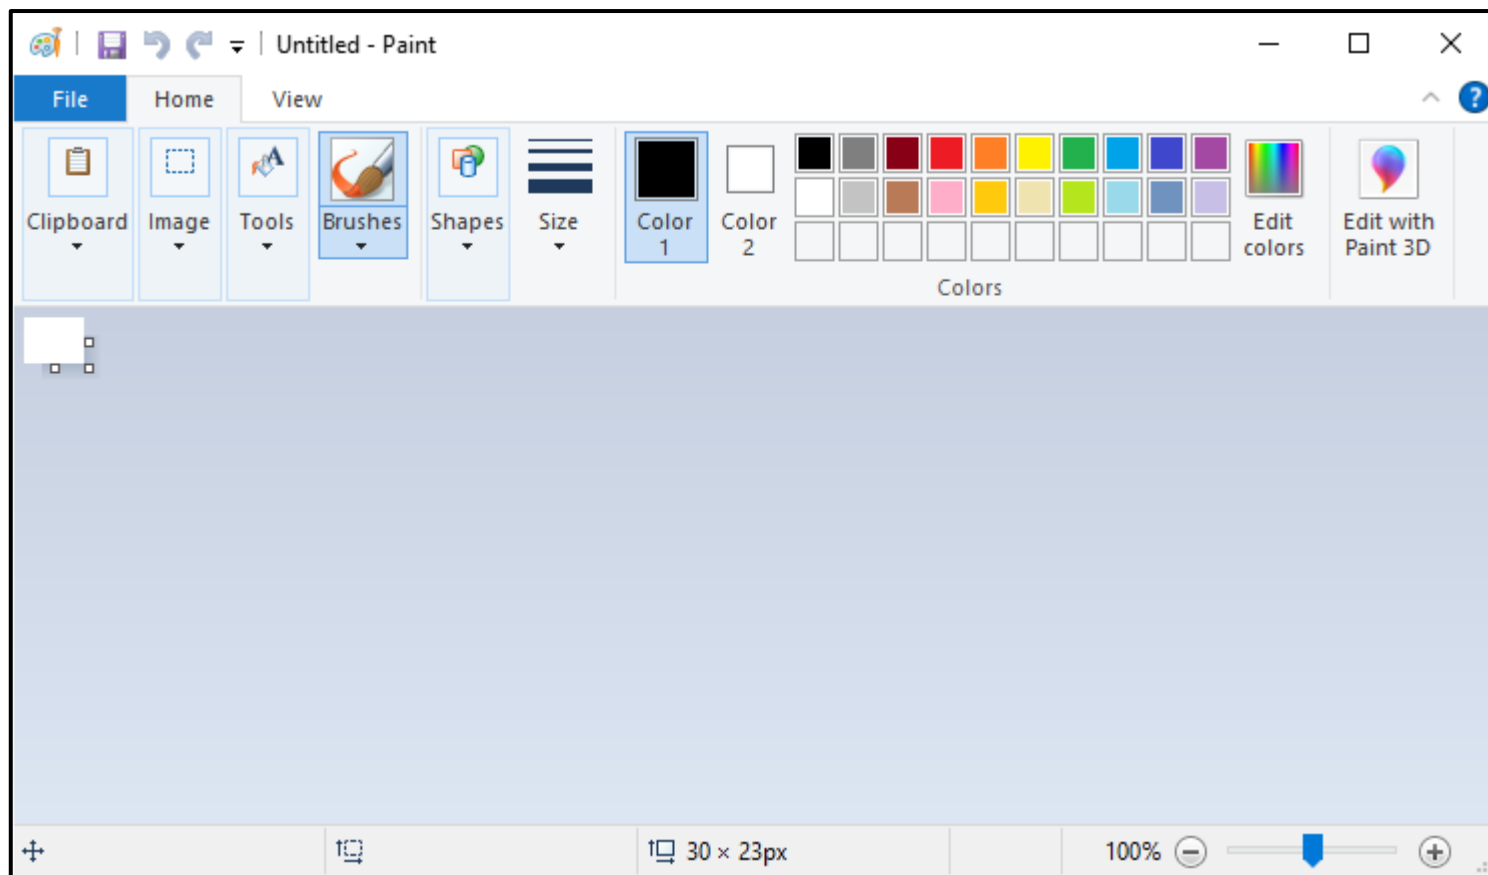 Untitled - Paint
File Home View
?
Clipboard Image Tools Brushes Shapes Size Color 1 Color 2 Edit colors Edit with Paint 3D
Colors
30 × 23px 100%